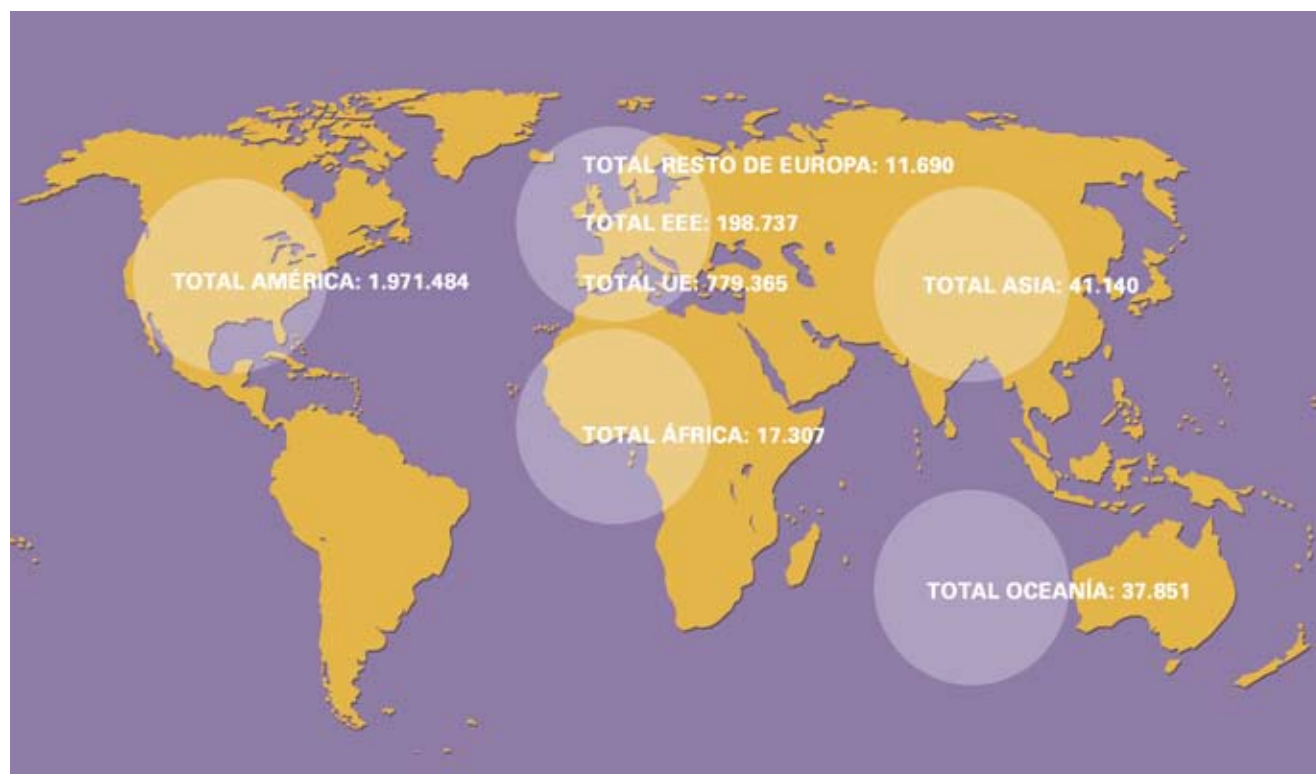 TOTAL RESTO DE EUROPA: 11.690
TOTAL EEE: 198.737
TOTAL UE: 779.365
TOTAL AMÉRICA: 1.971.484
TOTAL ASIA: 41.140
TOTAL ÁFRICA: 17.307
TOTAL OCEANÍA: 37.851